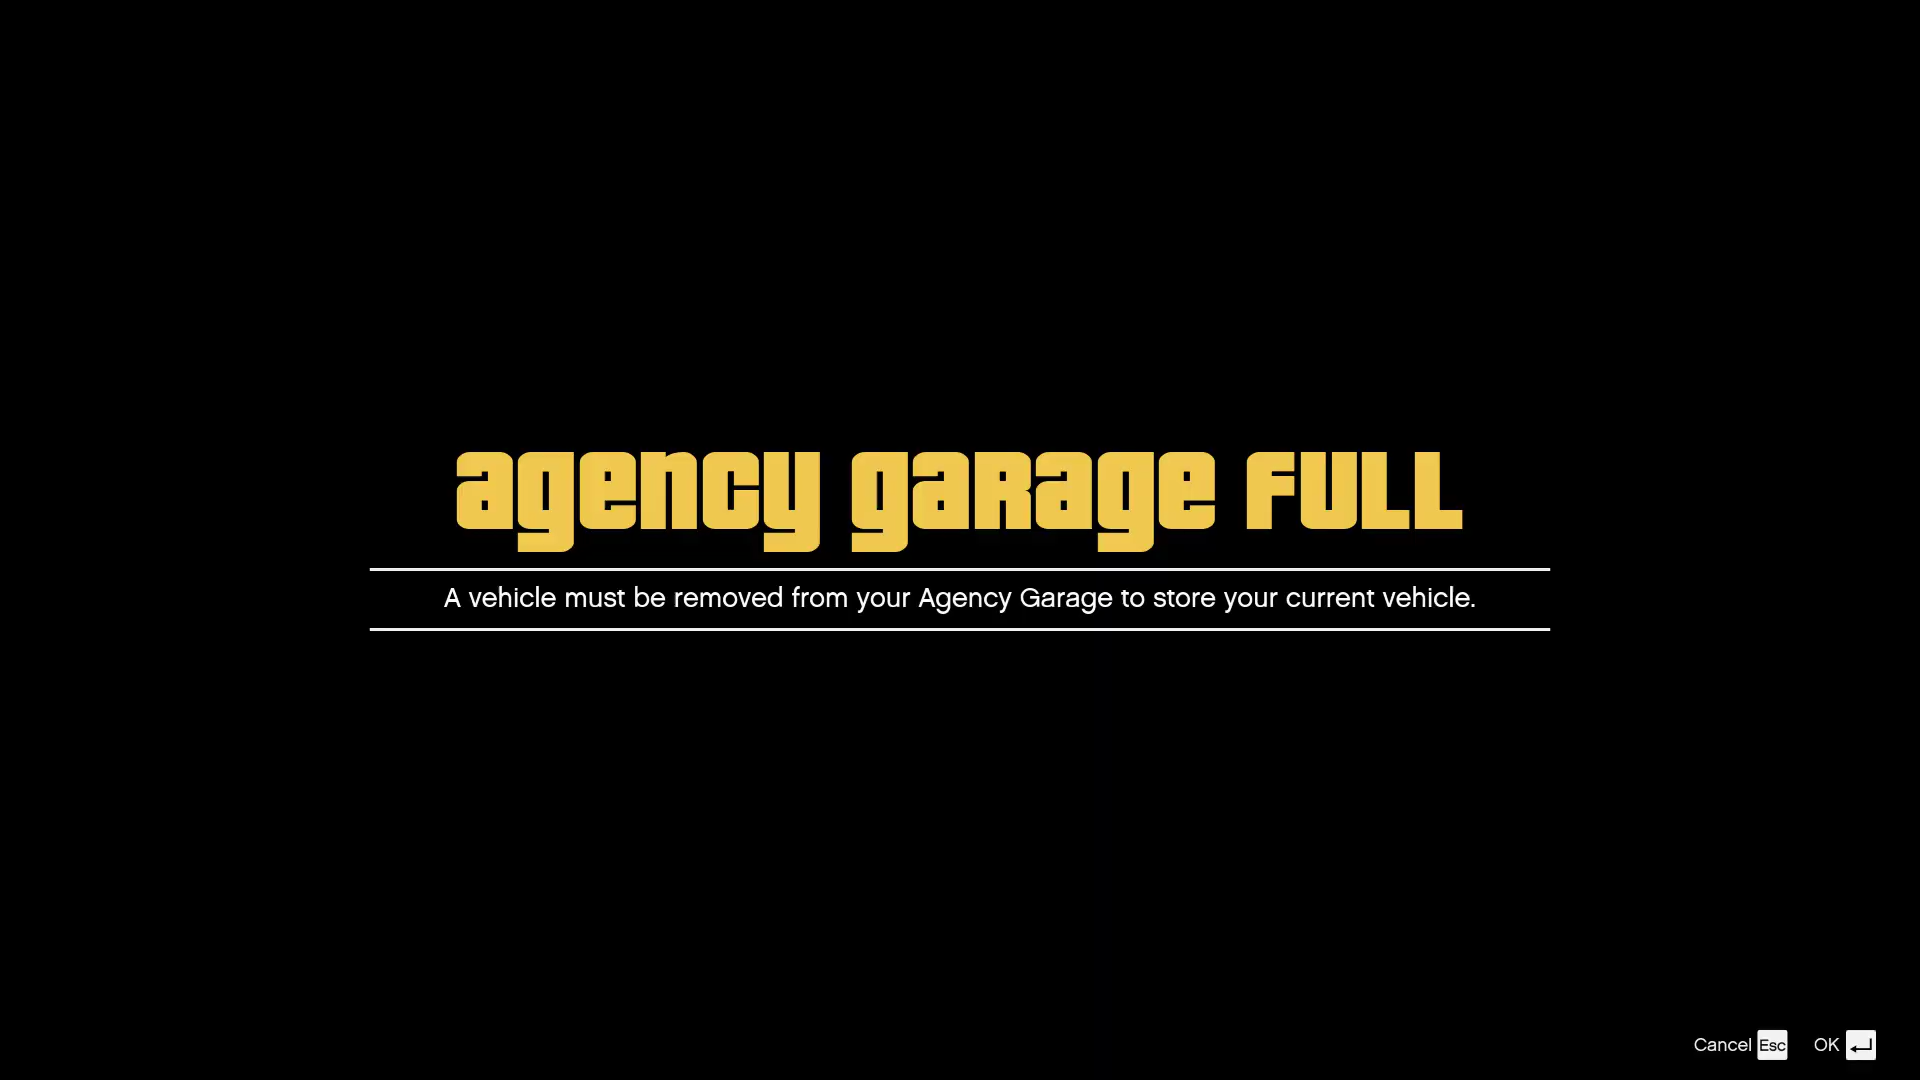 agency garage FULL
A vehicle must be removed from your Agency Garage to store your current vehicle.
Cancel Esc OK